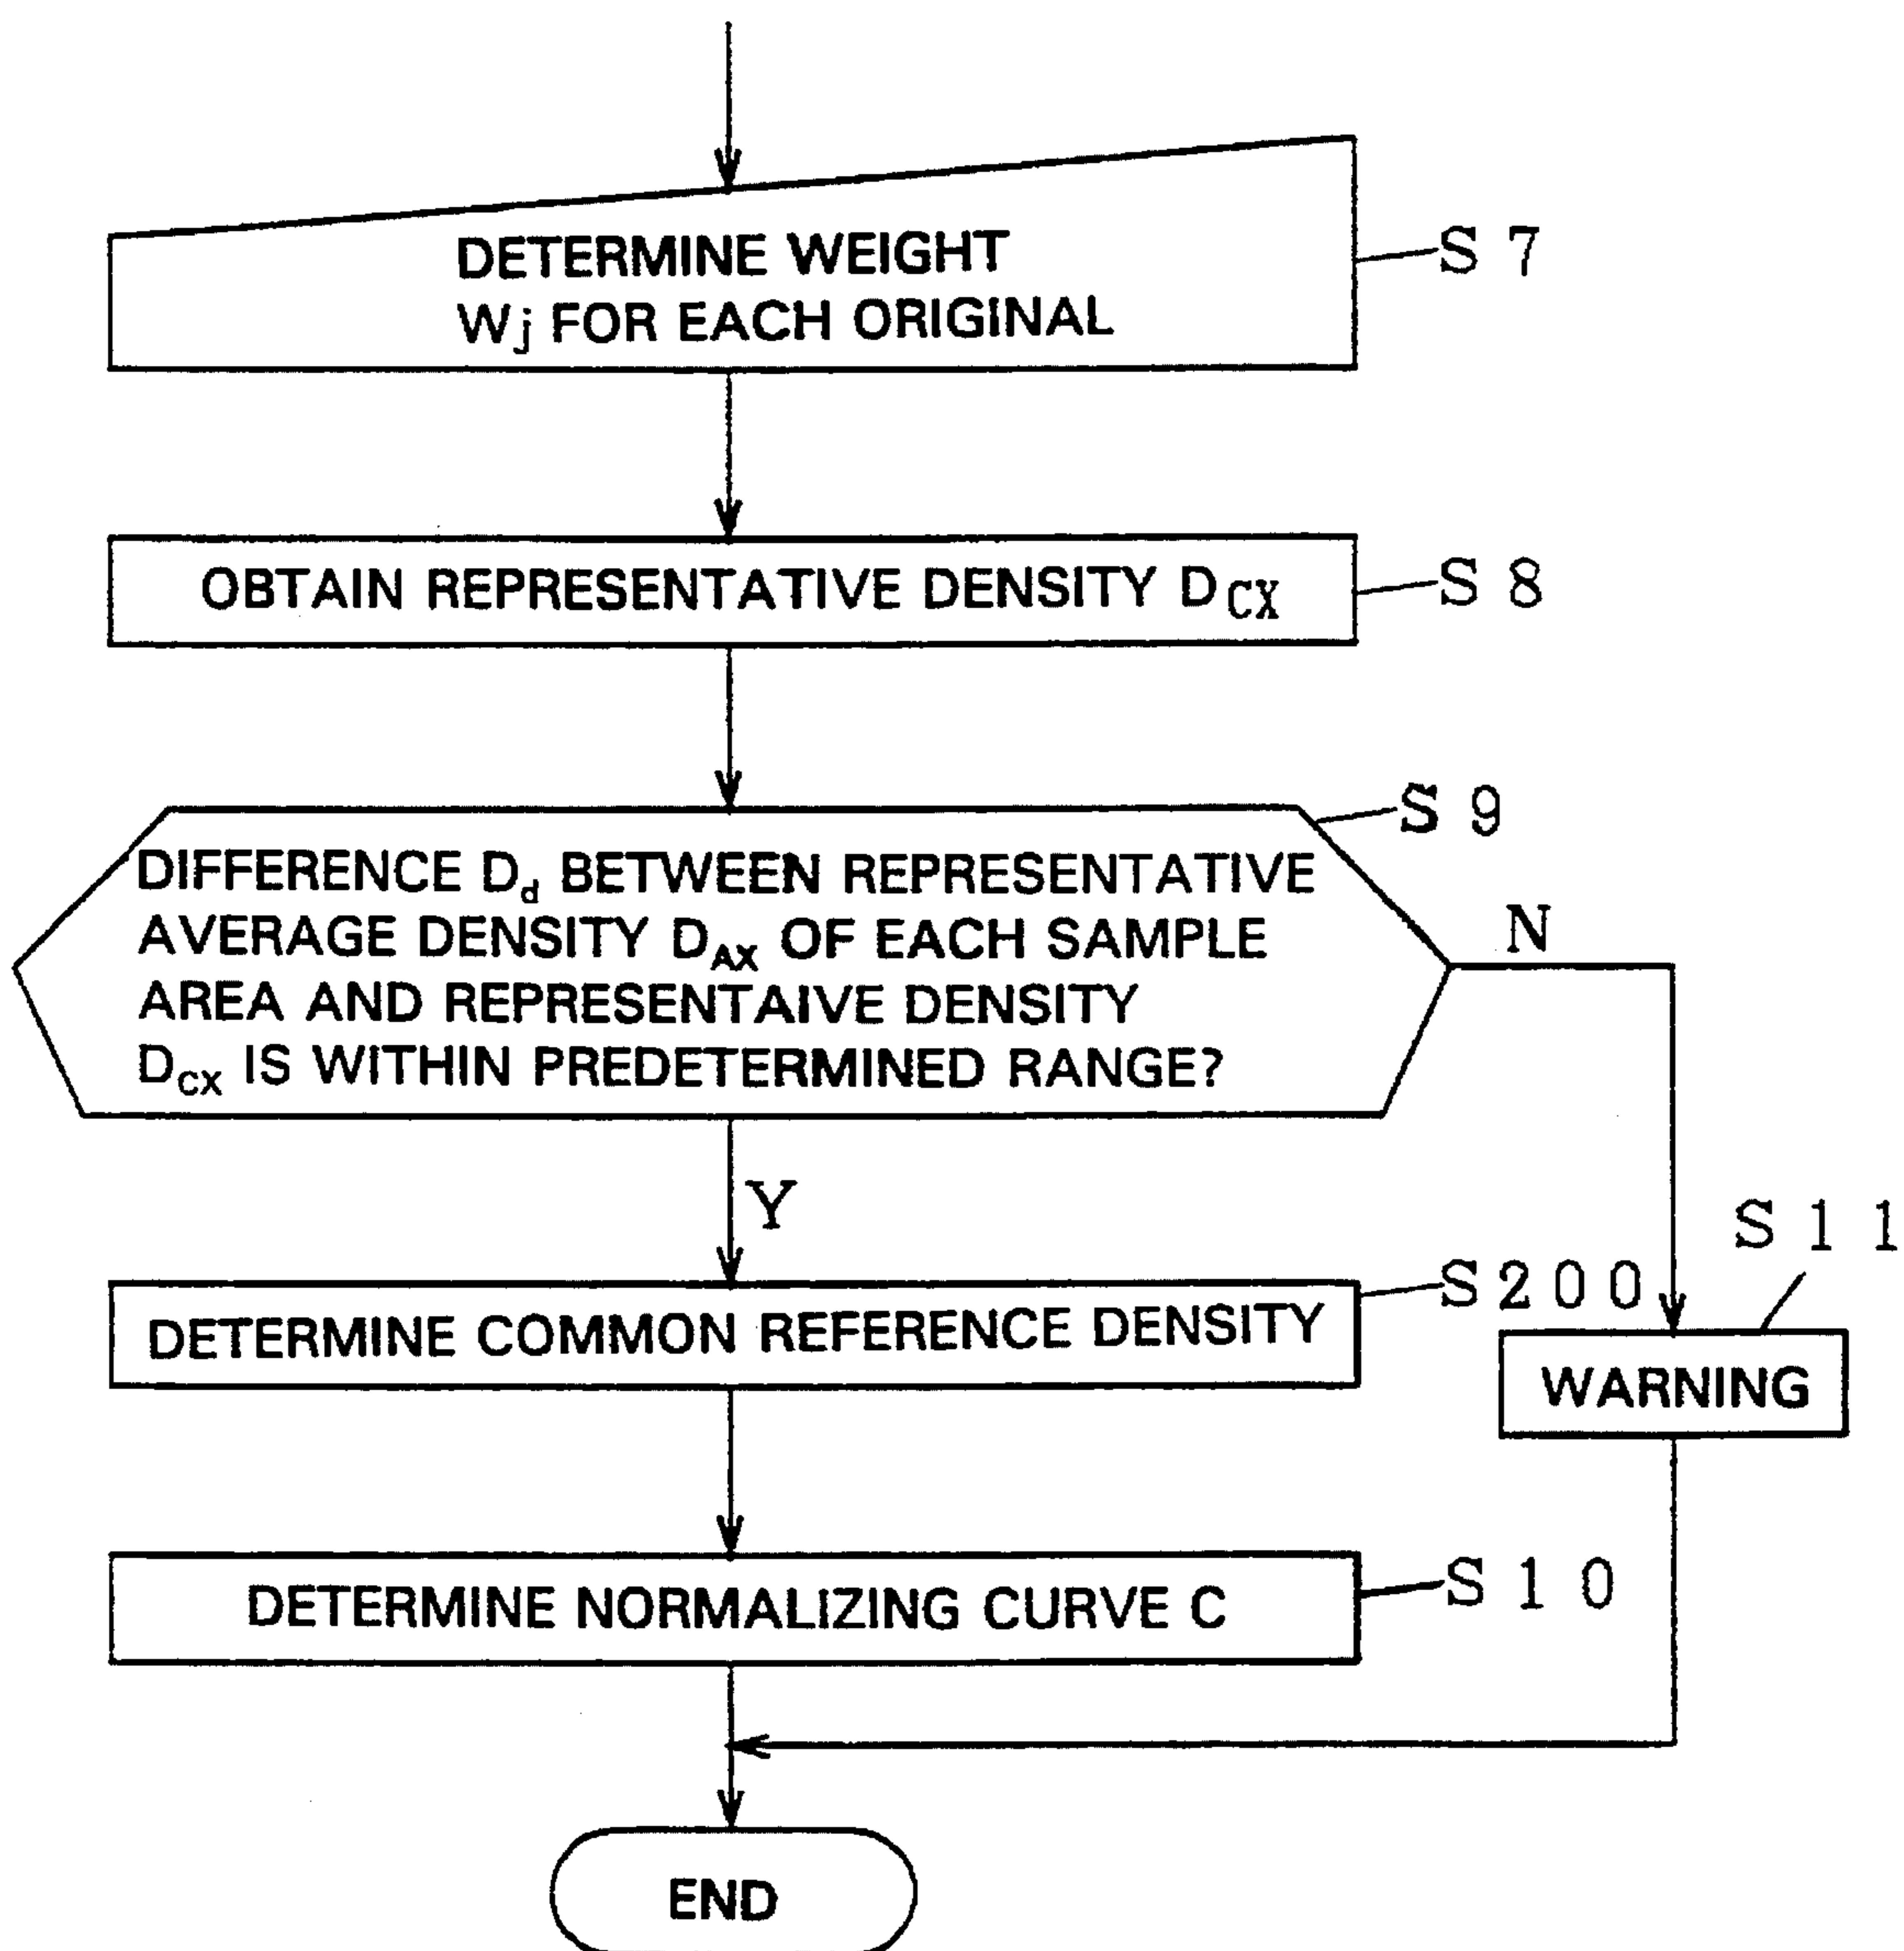 DETERMINE WEIGHT
Wj FOR EACH ORIGINAL
S 7
OBTAIN REPRESENTATIVE DENSITY DCX
S 8
S 9
DIFFERENCE Dd BETWEEN REPRESENTATIVE
AVERAGE DENSITY DAX OF EACH SAMPLE
AREA AND REPRESENTAIVE DENSITY
DCX IS WITHIN PREDETERMINED RANGE?
N
Y
S 1 1
S 2 0 0
DETERMINE COMMON REFERENCE DENSITY
WARNING
DETERMINE NORMALIZING CURVE C
S 1 0
END